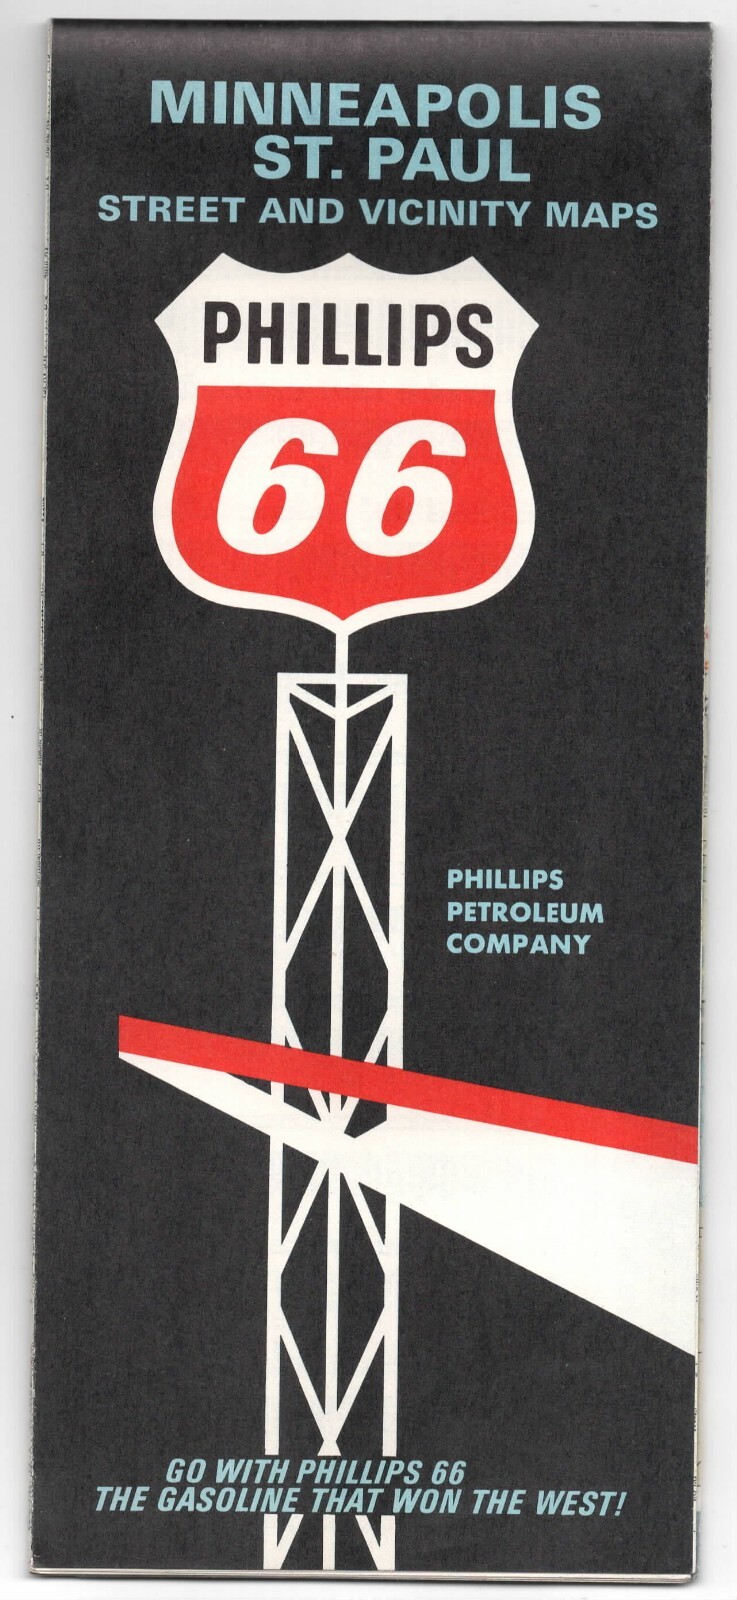 MINNEAPOLIS
ST. PAUL
STREET AND VICINITY MAPS
PHILLIPS
66
PHILLIPS
PETROLEUM
COMPANY
GO WITH PHILLIPS 66
THE GASOLINE THAT WON THE WEST!